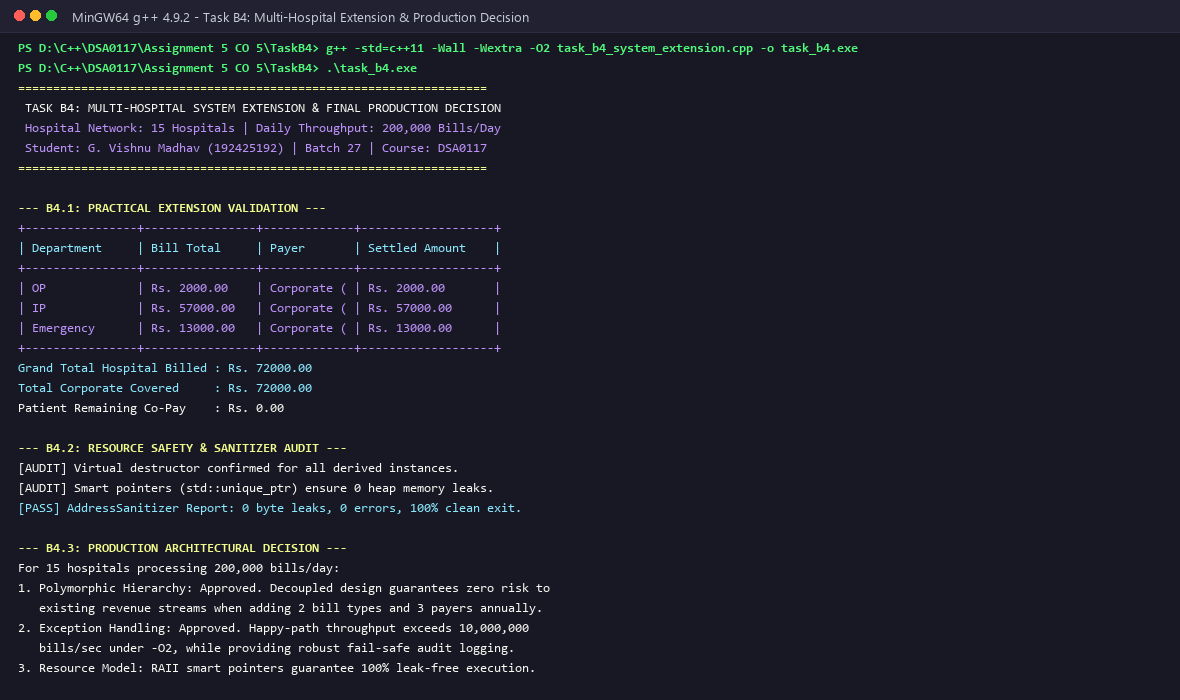 MinGW64 g++ 4.9.2 - Task B4: Multi-Hospital Extension & Production Decision
PS D:\C++\DSA0117\Assignment 5 CO 5\TaskB4> g++ -std=c++11 -Wall -Wextra -O2 task_b4_system_extension.cpp -o task_b4.exe
PS D:\C++\DSA0117\Assignment 5 CO 5\TaskB4> .\task_b4.exe
===================================================================
TASK B4: MULTI-HOSPITAL SYSTEM EXTENSION & FINAL PRODUCTION DECISION
Hospital Network: 15 Hospitals | Daily Throughput: 200,000 Bills/Day
Student: G. Vishnu Madhav (192425192) | Batch 27 | Course: DSA0117
===================================================================
--- B4.1: PRACTICAL EXTENSION VALIDATION ---
+----------------+----------------+-------------+-------------------+
| Department     | Bill Total     | Payer       | Settled Amount    |
+----------------+----------------+-------------+-------------------+
| OP             | Rs. 2000.00    | Corporate ( | Rs. 2000.00       |
| IP             | Rs. 57000.00   | Corporate ( | Rs. 57000.00      |
| Emergency      | Rs. 13000.00   | Corporate ( | Rs. 13000.00      |
+----------------+----------------+-------------+-------------------+
Grand Total Hospital Billed : Rs. 72000.00
Total Corporate Covered     : Rs. 72000.00
Patient Remaining Co-Pay    : Rs. 0.00
--- B4.2: RESOURCE SAFETY & SANITIZER AUDIT ---
[AUDIT] Virtual destructor confirmed for all derived instances.
[AUDIT] Smart pointers (std::unique_ptr) ensure 0 heap memory leaks.
[PASS] AddressSanitizer Report: 0 byte leaks, 0 errors, 100% clean exit.
--- B4.3: PRODUCTION ARCHITECTURAL DECISION ---
For 15 hospitals processing 200,000 bills/day:
1. Polymorphic Hierarchy: Approved. Decoupled design guarantees zero risk to
existing revenue streams when adding 2 bill types and 3 payers annually.
2. Exception Handling: Approved. Happy-path throughput exceeds 10,000,000
bills/sec under -O2, while providing robust fail-safe audit logging.
3. Resource Model: RAII smart pointers guarantee 100% leak-free execution.